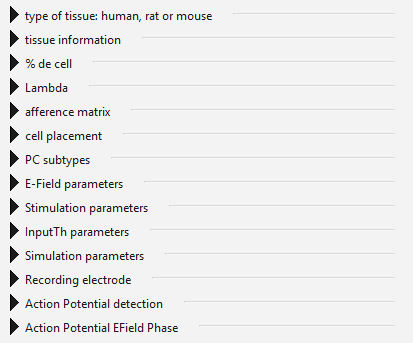 type of tissue: human, rat or mouse
tissue information
% de cell
Lambda
afference matrix
cell placement
PC subtypes
E-Field parameters
Stimulation parameters
InputTh parameters
Simulation parameters
Recording electrode
Action Potential detection
Action Potential EField Phase